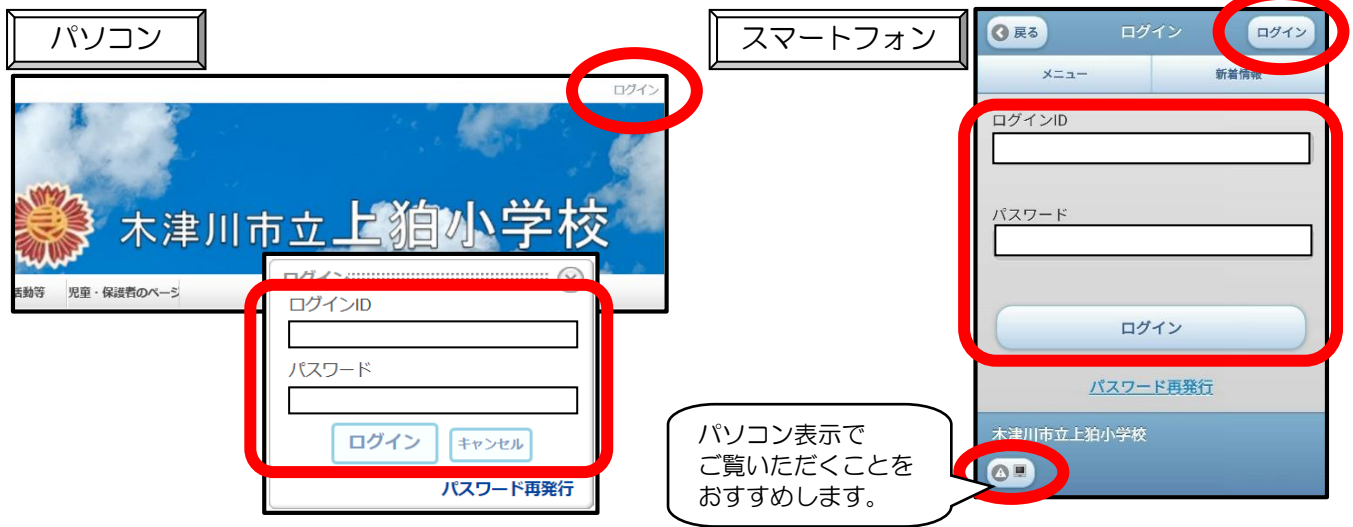 パソコン
ログイン
木津川市立上狛小学校
活動等 児童・保護者のページ
ログイン
ログインID
パスワード
ログイン キャンセル
パスワード再発行
スマートフォン
戻る ログイン ログイン
メニュー 新着情報
ログインID
パスワード
ログイン
パスワード再発行
木津川市立上狛小学校
パソコン表示で
ご覧いただくことを
おすすめします。